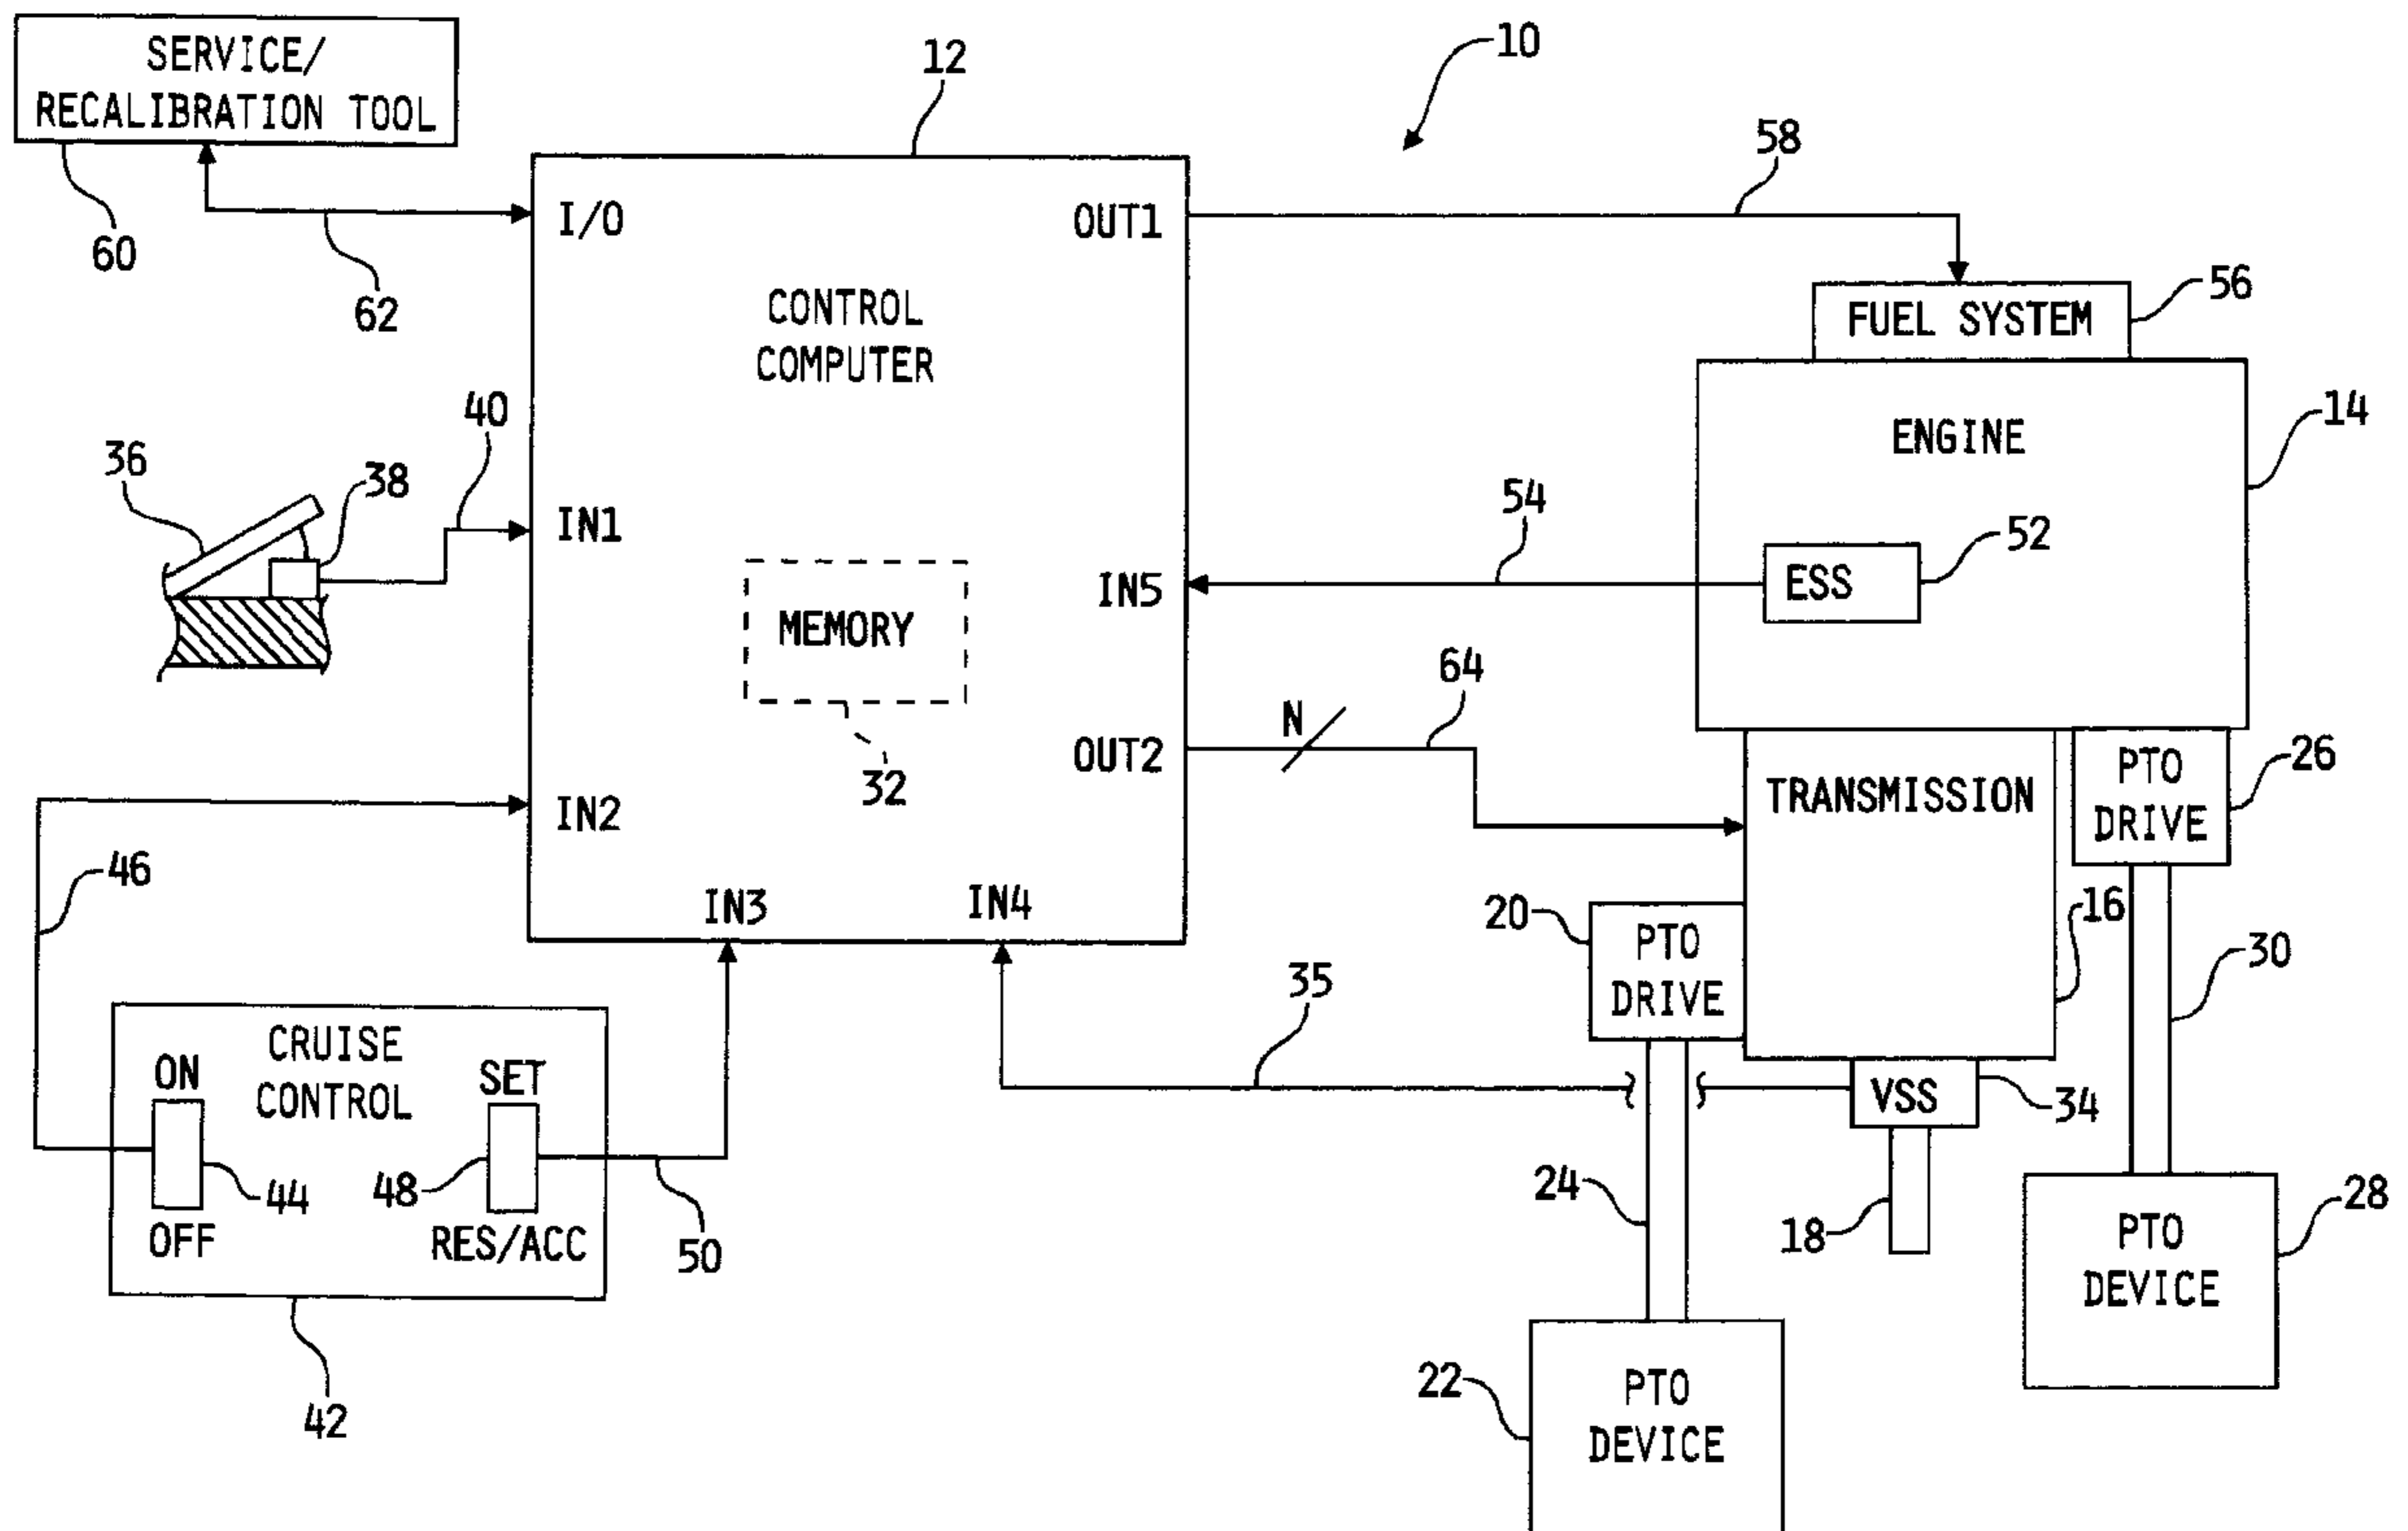 SERVICE/
RECALIBRATION TOOL
60
62
12
10
58
I/O
OUT1
CONTROL
COMPUTER
FUEL SYSTEM
56
ENGINE
14
40
36
38
IN1
54
ESS
52
IN5
MEMORY
32
64
N
OUT2
IN2
TRANSMISSION
PTO
DRIVE
26
46
IN3
IN4
20
PTO
DRIVE
16
30
35
CRUISE
CONTROL
ON
OFF
44
SET
48
RES/ACC
50
42
VSS
34
24
18
28
PTO
DEVICE
22
PTO
DEVICE